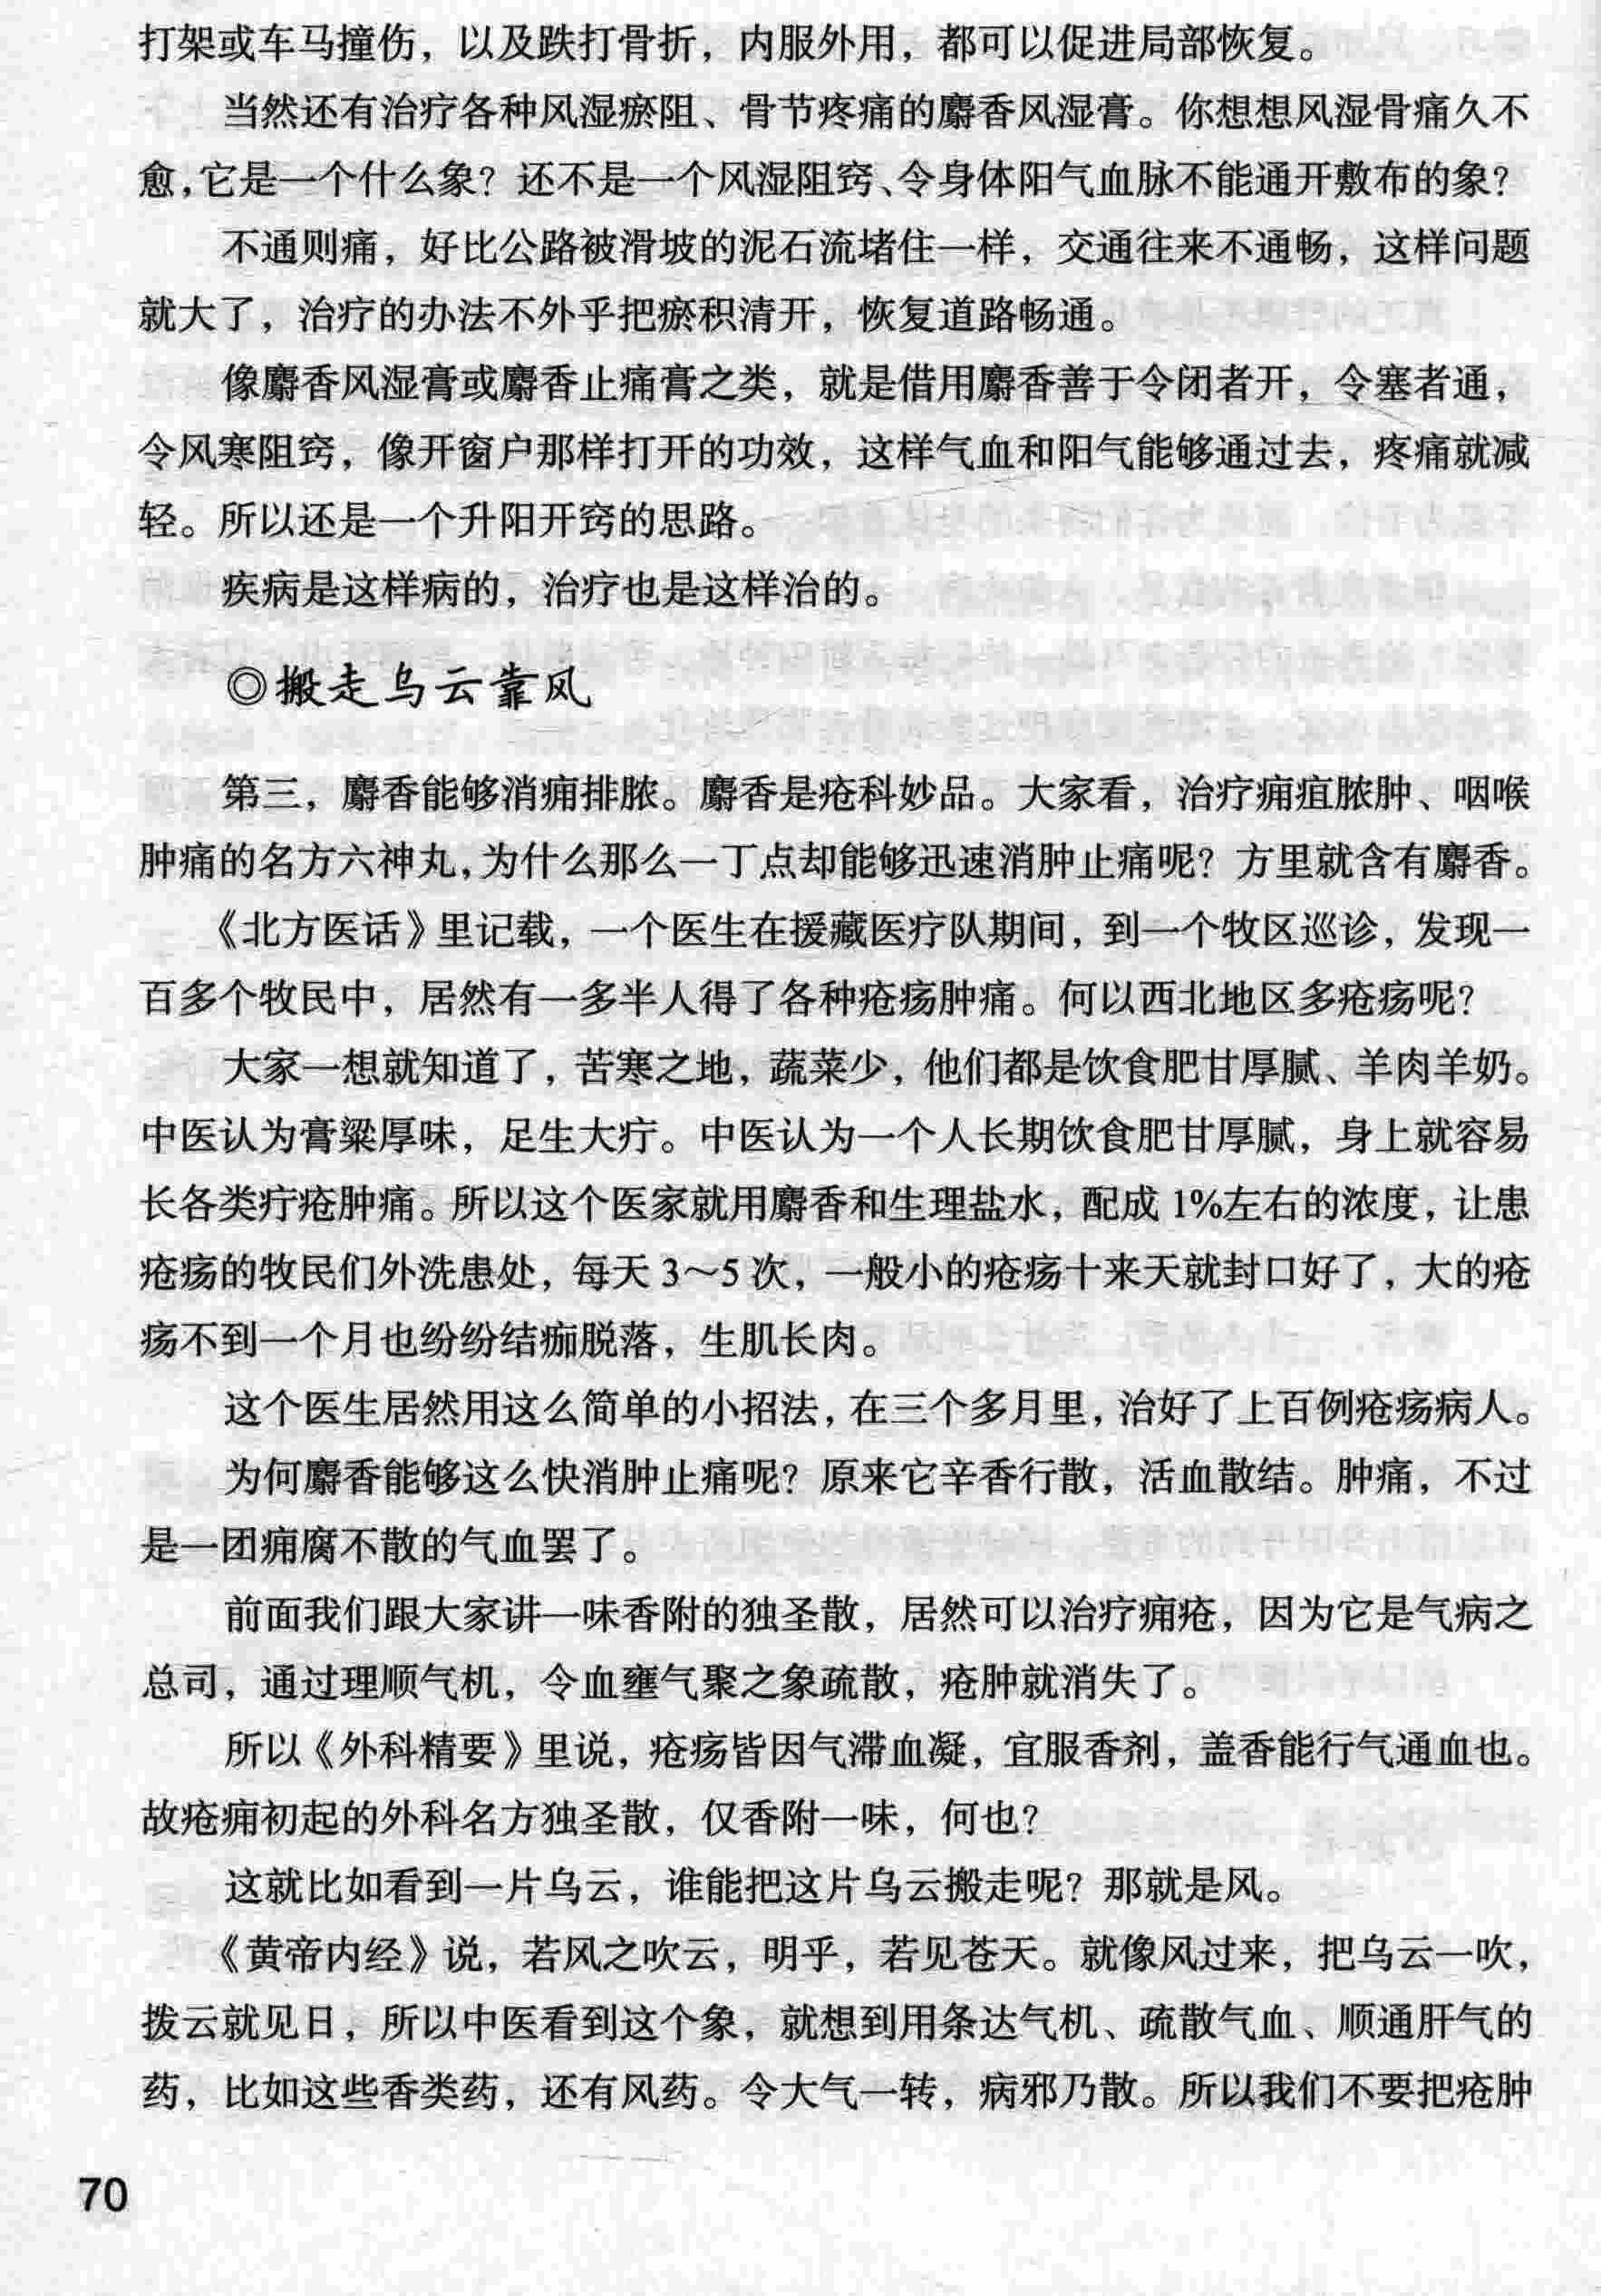 打架或车马撞伤，以及跌打骨折，内服外用，都可以促进局部恢复。
当然还有治疗各种风湿瘀阻、骨节疼痛的麝香风湿膏。你想想风湿骨痛久不
愈，它是一个什么象？还不是一个风湿阻窍、令身体阳气血脉不能通开敷布的象？
不通则痛，好比公路被滑坡的泥石流堵住一样，交通往来不通畅，这样问题
就大了，治疗的办法不外乎把瘀积清开，恢复道路畅通。
像麝香风湿膏或麝香止痛膏之类，就是借用麝香善于令闭者开，令塞者通，
令风寒阻窍，像开窗户那样打开的功效，这样气血和阳气能够通过去，疼痛就减
轻。所以还是一个升阳开窍的思路。
疾病是这样病的，治疗也是这样治的。
◎搬走乌云靠风
第三，麝香能够消痈排脓。麝香是疮科妙品。大家看，治疗痈疽脓肿、咽喉
肿痛的名方六神丸，为什么那么一丁点却能够迅速消肿止痛呢？方里就含有麝香。
《北方医话》里记载，一个医生在援藏医疗队期间，到一个牧区巡诊，发现一
百多个牧民中，居然有一多半人得了各种疮疡肿痛。何以西北地区多疮疡呢？
大家一想就知道了，苦寒之地，蔬菜少，他们都是饮食肥甘厚腻、羊肉羊奶。
中医认为膏粱厚味，足生大疔。中医认为一个人长期饮食肥甘厚腻，身上就容易
长各类疔疮肿痛。所以这个医家就用麝香和生理盐水，配成 1%左右的浓度，让患
疮疡的牧民们外洗患处，每天 3～5 次，一般小的疮疡十来天就封口好了，大的疮
疡不到一个月也纷纷结痂脱落，生肌长肉。
这个医生居然用这么简单的小招法，在三个多月里，治好了上百例疮疡病人。
为何麝香能够这么快消肿止痛呢？原来它辛香行散，活血散结。肿痛，不过
是一团痈腐不散的气血罢了。
前面我们跟大家讲一味香附的独圣散，居然可以治疗痈疮，因为它是气病之
总司，通过理顺气机，令血壅气聚之象疏散，疮肿就消失了。
所以《外科精要》里说，疮疡皆因气滞血凝，宜服香剂，盖香能行气通血也。
故疮痈初起的外科名方独圣散，仅香附一味，何也？
这就比如看到一片乌云，谁能把这片乌云搬走呢？那就是风。
《黄帝内经》说，若风之吹云，明乎，若见苍天。就像风过来，把乌云一吹，
拨云就见日，所以中医看到这个象，就想到用条达气机、疏散气血、顺通肝气的
药，比如这些香类药，还有风药。令大气一转，病邪乃散。所以我们不要把疮肿
70